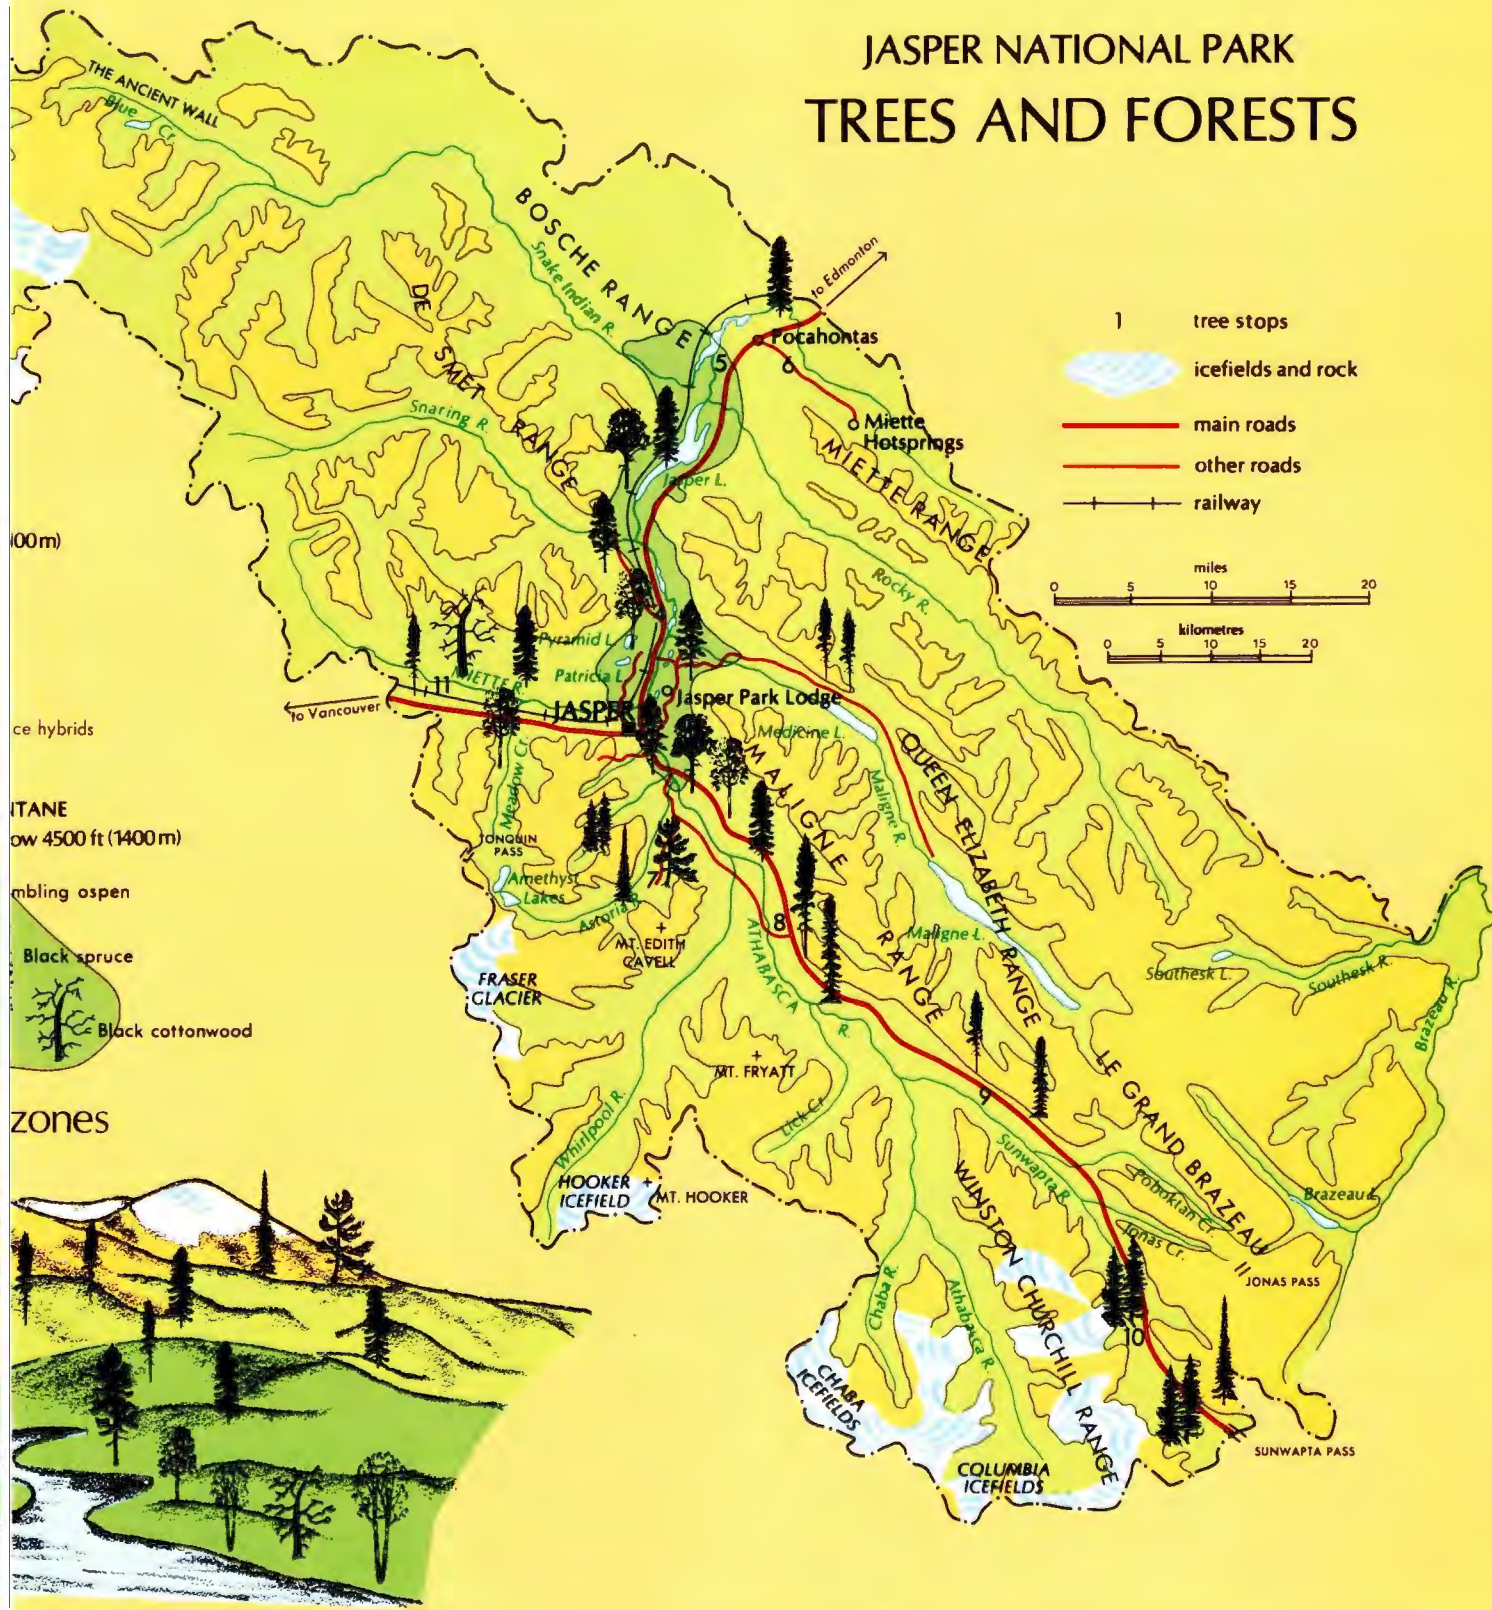 JASPER NATIONAL PARK
TREES AND FORESTS
1 tree stops
icefields and rock
main roads
other roads
railway
miles
0 5 10 15 20
kilometres
0 5 10 15 20
THE ANCIENT WALL
Blue Cr.
BOSCHE RANGE
Snake Indian R.
to Edmonton
Pocahontas
5
6
DE SMET RANGE
Snaring R.
Miette
Hotsprings
MIETTE RANGE
Jasper L.
Rocky R.
Pyramid L.
Patricia L.
MIETTE R.
11
to Vancouver
JASPER
Jasper Park Lodge
Medicine L.
MALIGNE RANGE
Maligne R.
QUEEN ELIZABETH RANGE
Meadow Cr.
TONQUIN
PASS
Amethyst
Lakes
Astoria R.
7
MT. EDITH
CAVELL
8
ATHABASCA R.
Maligne L.
Southesk L.
Southesk R.
Brazeau R.
FRASER
GLACIER
MT. FRYATT
Lick Cr.
Whirlpool R.
9
LE GRAND BRAZEAU
HOOKER
ICEFIELD
MT. HOOKER
Sunwapta R.
Poboktan Cr.
Jonas Cr.
Brazeau L.
JONAS PASS
WINSTON CHURCHILL RANGE
Chaba R.
Athabasca R.
10
CHABA
ICEFIELDS
COLUMBIA
ICEFIELDS
SUNWAPTA PASS
00m)
ce hybrids
NTANE
ow 4500 ft (1400 m)
mbling ospen
Black spruce
Black cottonwood
zones